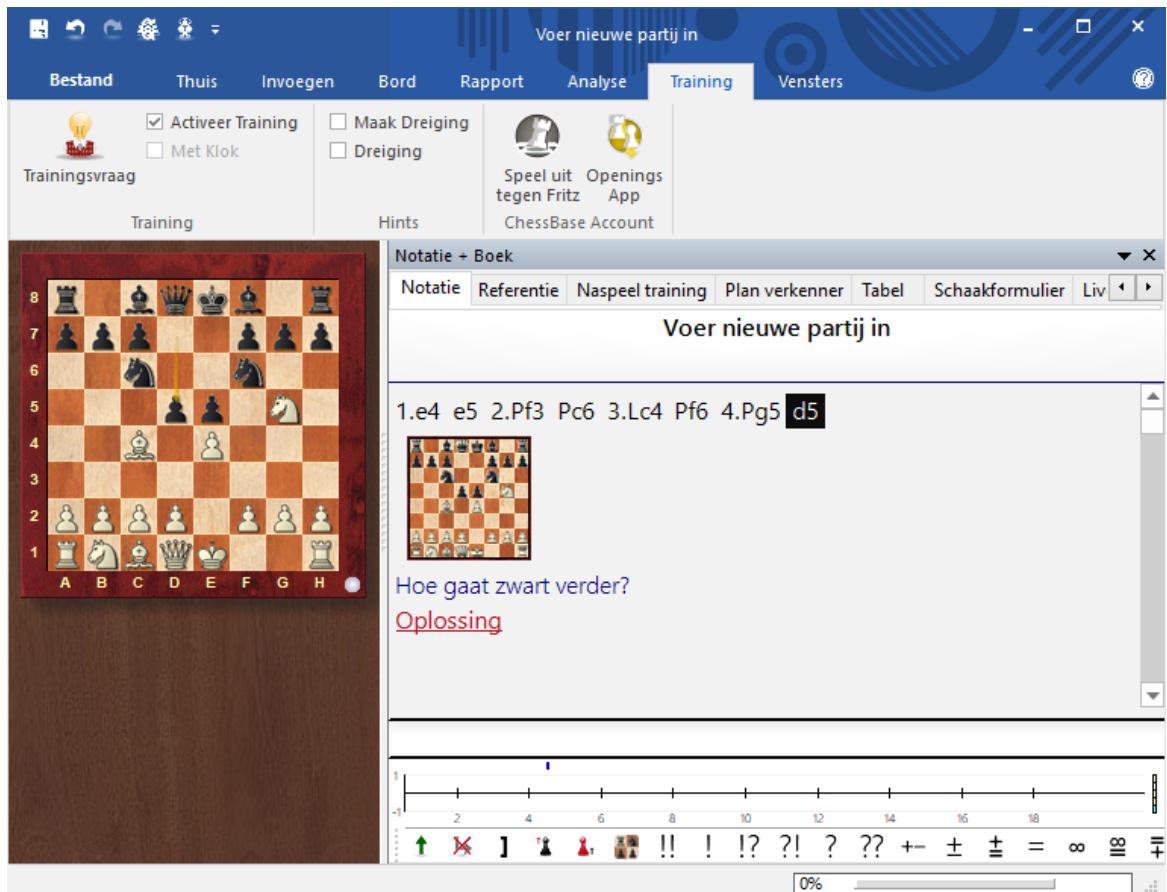 Voer nieuwe partij in
Bestand Thuis Invoegen Bord Rapport Analyse Training Vensters
Trainingsvraag
Activeer Training
Met Klok
Training
Maak Dreiging
Dreiging
Hints
Speel uit tegen Fritz
Openings App
ChessBase Account
8
7
6
5
4
3
2
1
A B C D E F G H
Notatie + Boek
Notatie Referentie Naspeel training Plan verkenner Tabel Schaakformulier Liv
Voer nieuwe partij in
1.e4 e5 2.Pf3 Pc6 3.Lc4 Pf6 4.Pg5 d5
Hoe gaat zwart verder?
Oplossing
1
-1
2 4 6 8 10 12 14 16 18
] !! ! !? ?! ? ?? +− ± ⩲ = ∞ 
0%